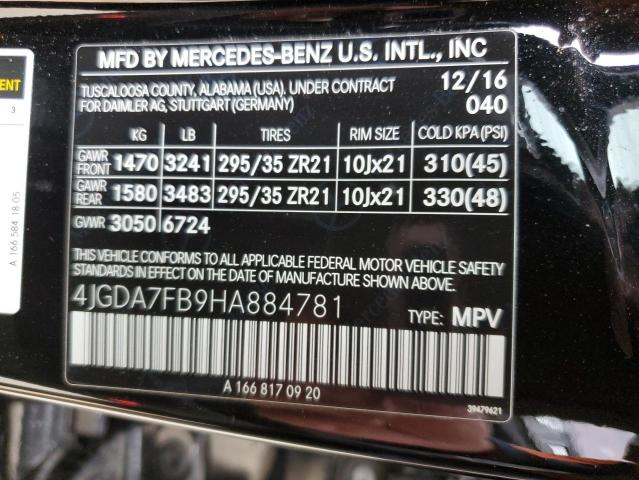 MFD BY MERCEDES-BENZ U.S. INTL., INC
TUSCALOOSA COUNTY, ALABAMA (USA). UNDER CONTRACT 12/16
FOR DAIMLER AG, STUTTGART (GERMANY) 040
KG LB TIRES RIM SIZE COLD KPA (PSI)
GAWR FRONT 1470 3241 295/35 ZR21 10Jx21 310(45)
GAWR REAR 1580 3483 295/35 ZR21 10Jx21 330(48)
GVWR 3050 6724
THIS VEHICLE CONFORMS TO ALL APPLICABLE FEDERAL MOTOR VEHICLE SAFETY
STANDARDS IN EFFECT ON THE DATE OF MANUFACTURE SHOWN ABOVE.
4JGDA7FB9HA884781 TYPE: MPV
A 166 817 09 20
39479621
3
A 166 584 18 05